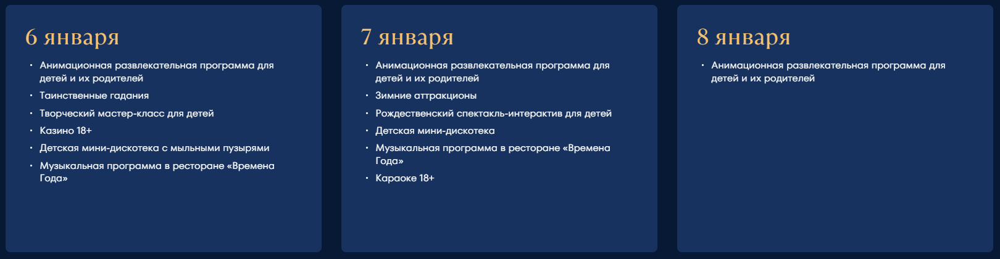 6 января
• Анимационная развлекательная программа для
детей и их родителей
• Таинственные гадания
• Творческий мастер-класс для детей
• Казино 18+
• Детская мини-дискотека с мыльными пузырями
• Музыкальная программа в ресторане «Времена
Года»
7 января
• Анимационная развлекательная программа для
детей и их родителей
• Зимние аттракционы
• Рождественский спектакль-интерактив для детей
• Детская мини-дискотека
• Музыкальная программа в ресторане «Времена
Года»
• Караоке 18+
8 января
• Анимационная развлекательная программа для
детей и их родителей